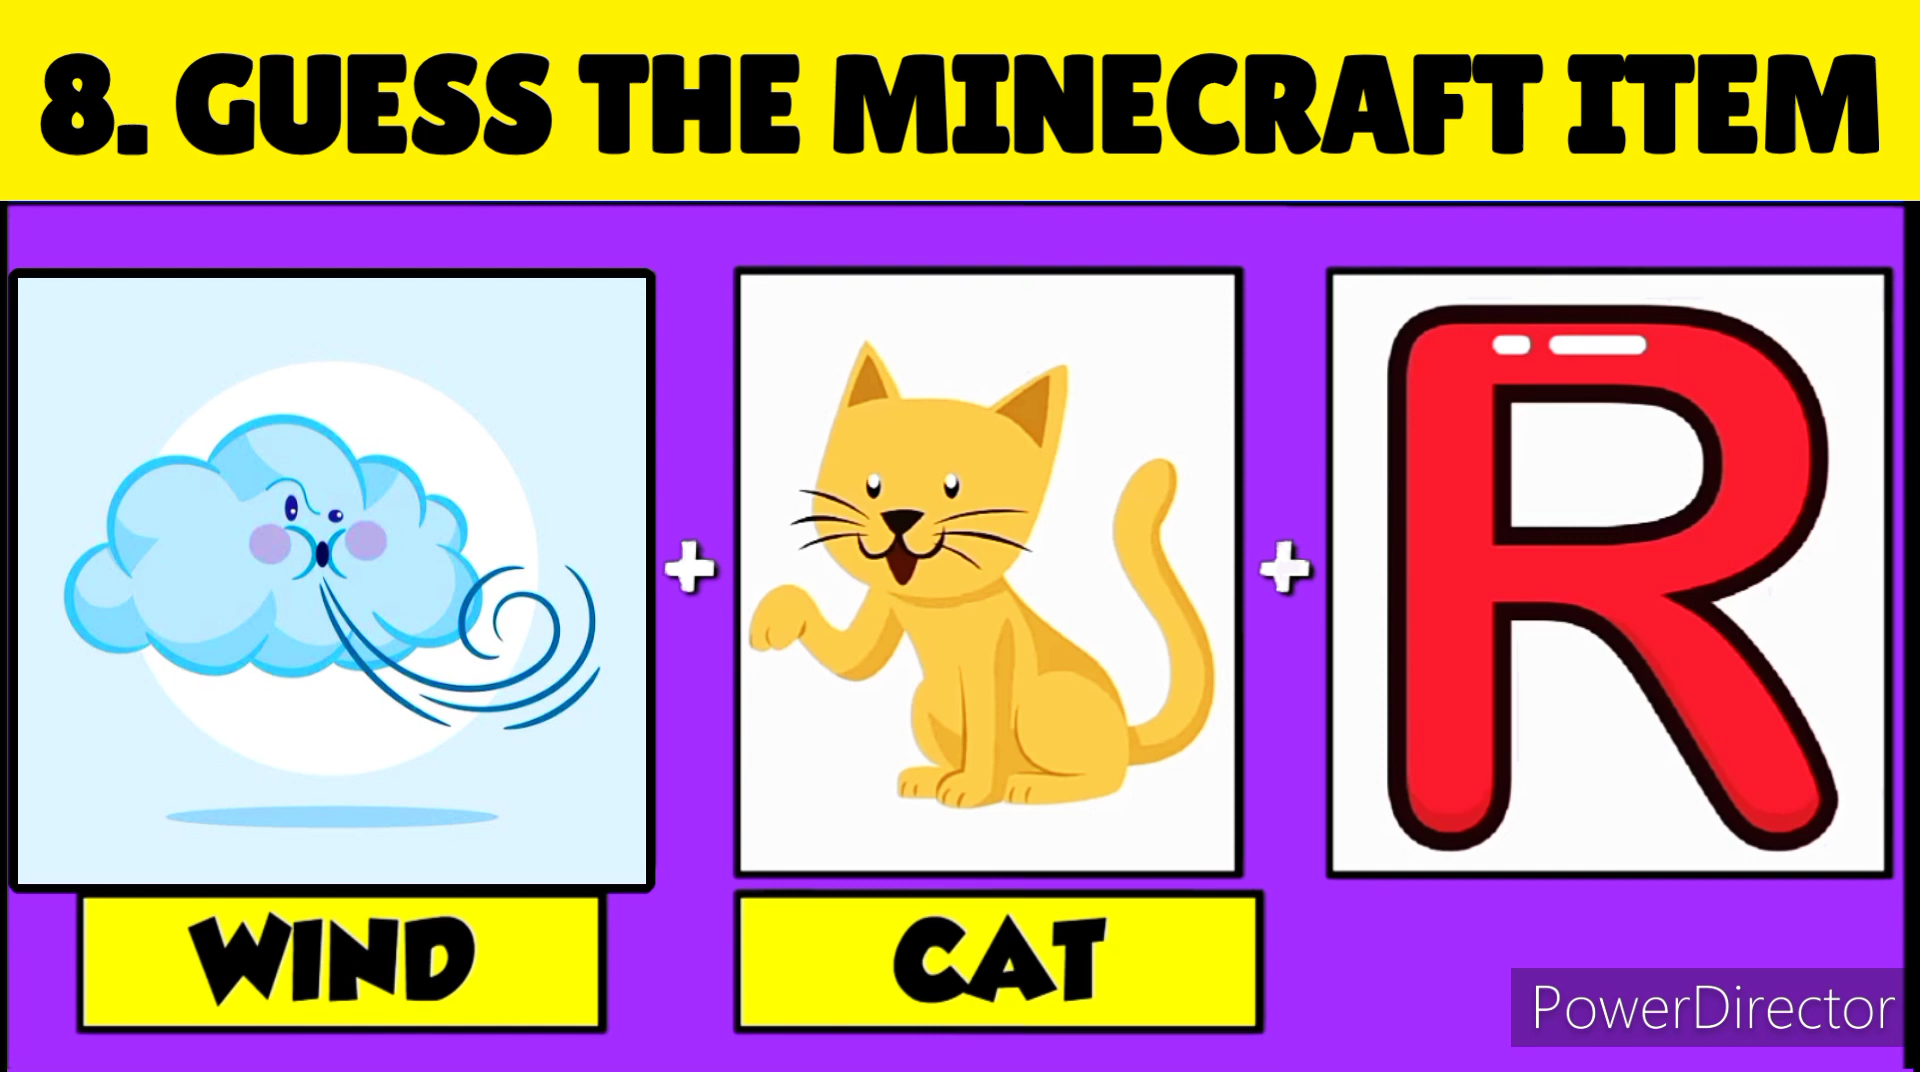 8. GUESS THE MINECRAFT ITEM
+ +
R
WIND CAT
PowerDirector